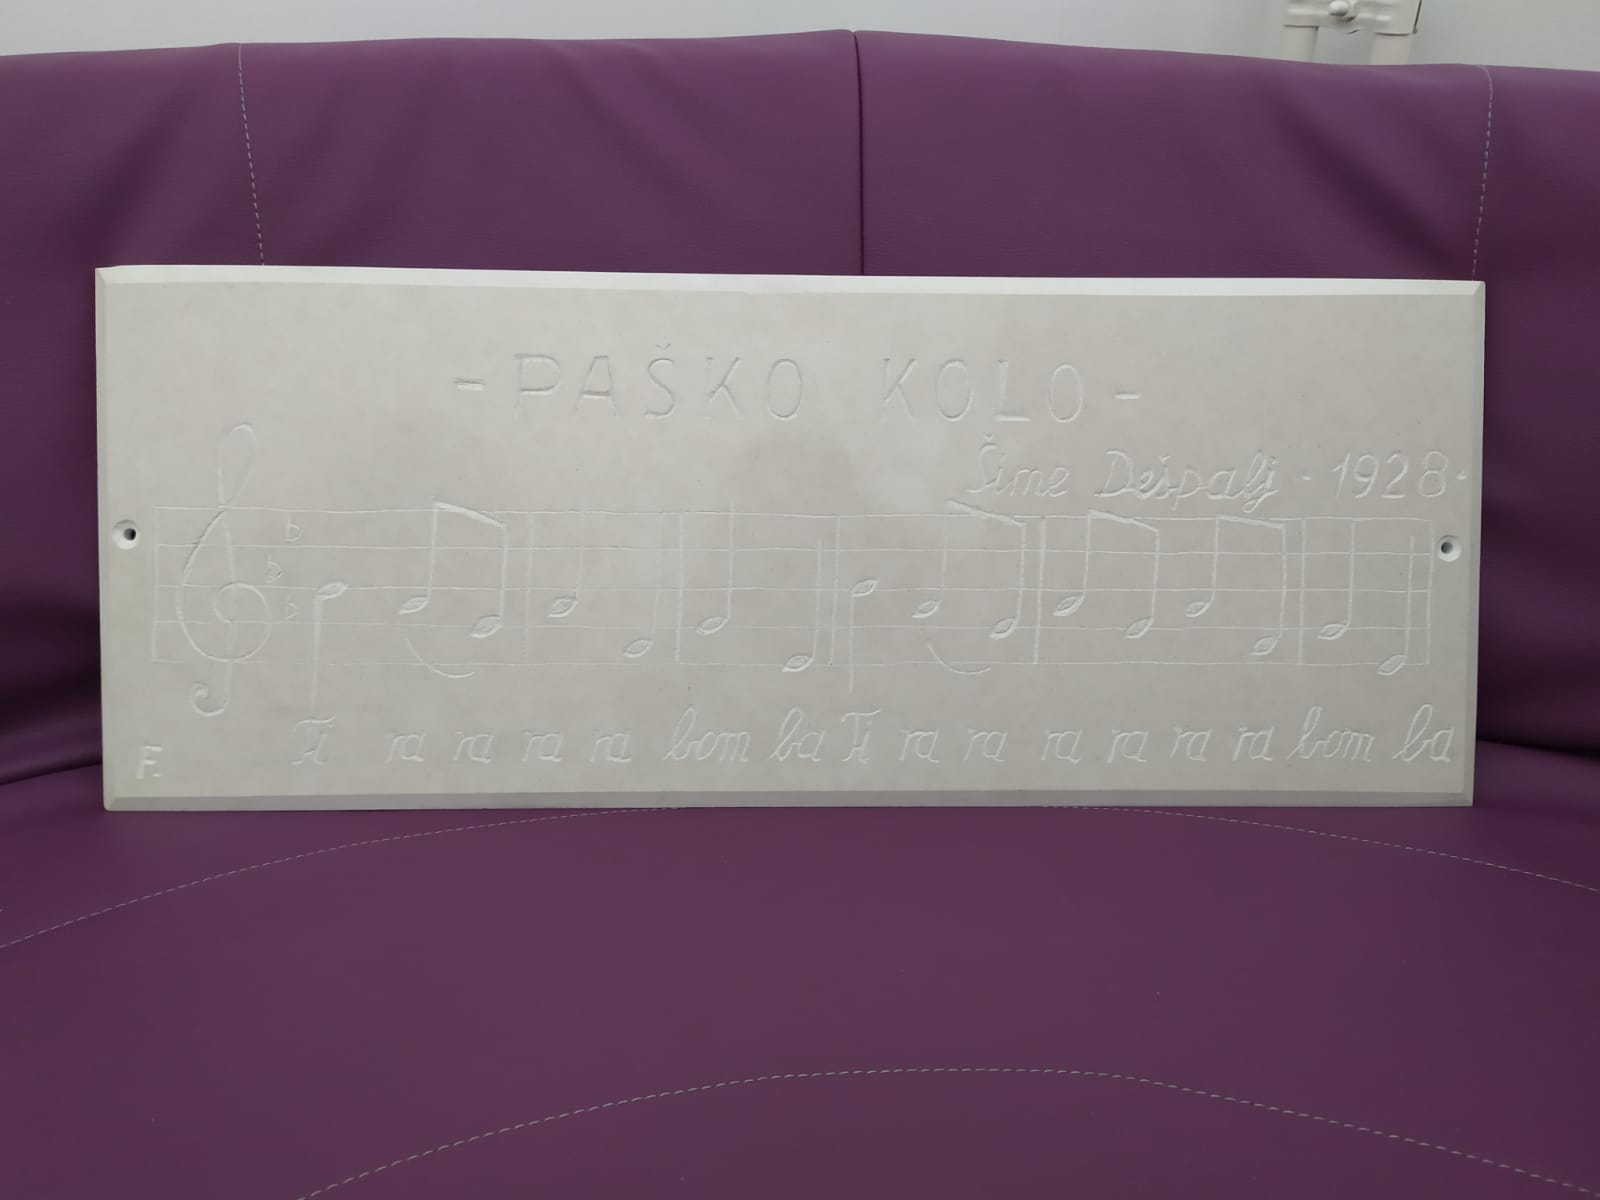 - PAŠKO KOLO -
Šime Dešpalj · 1928 ·
Ti ra ra ra ra bom ba Ti ra ra ra ra ra ra bom ba
F.